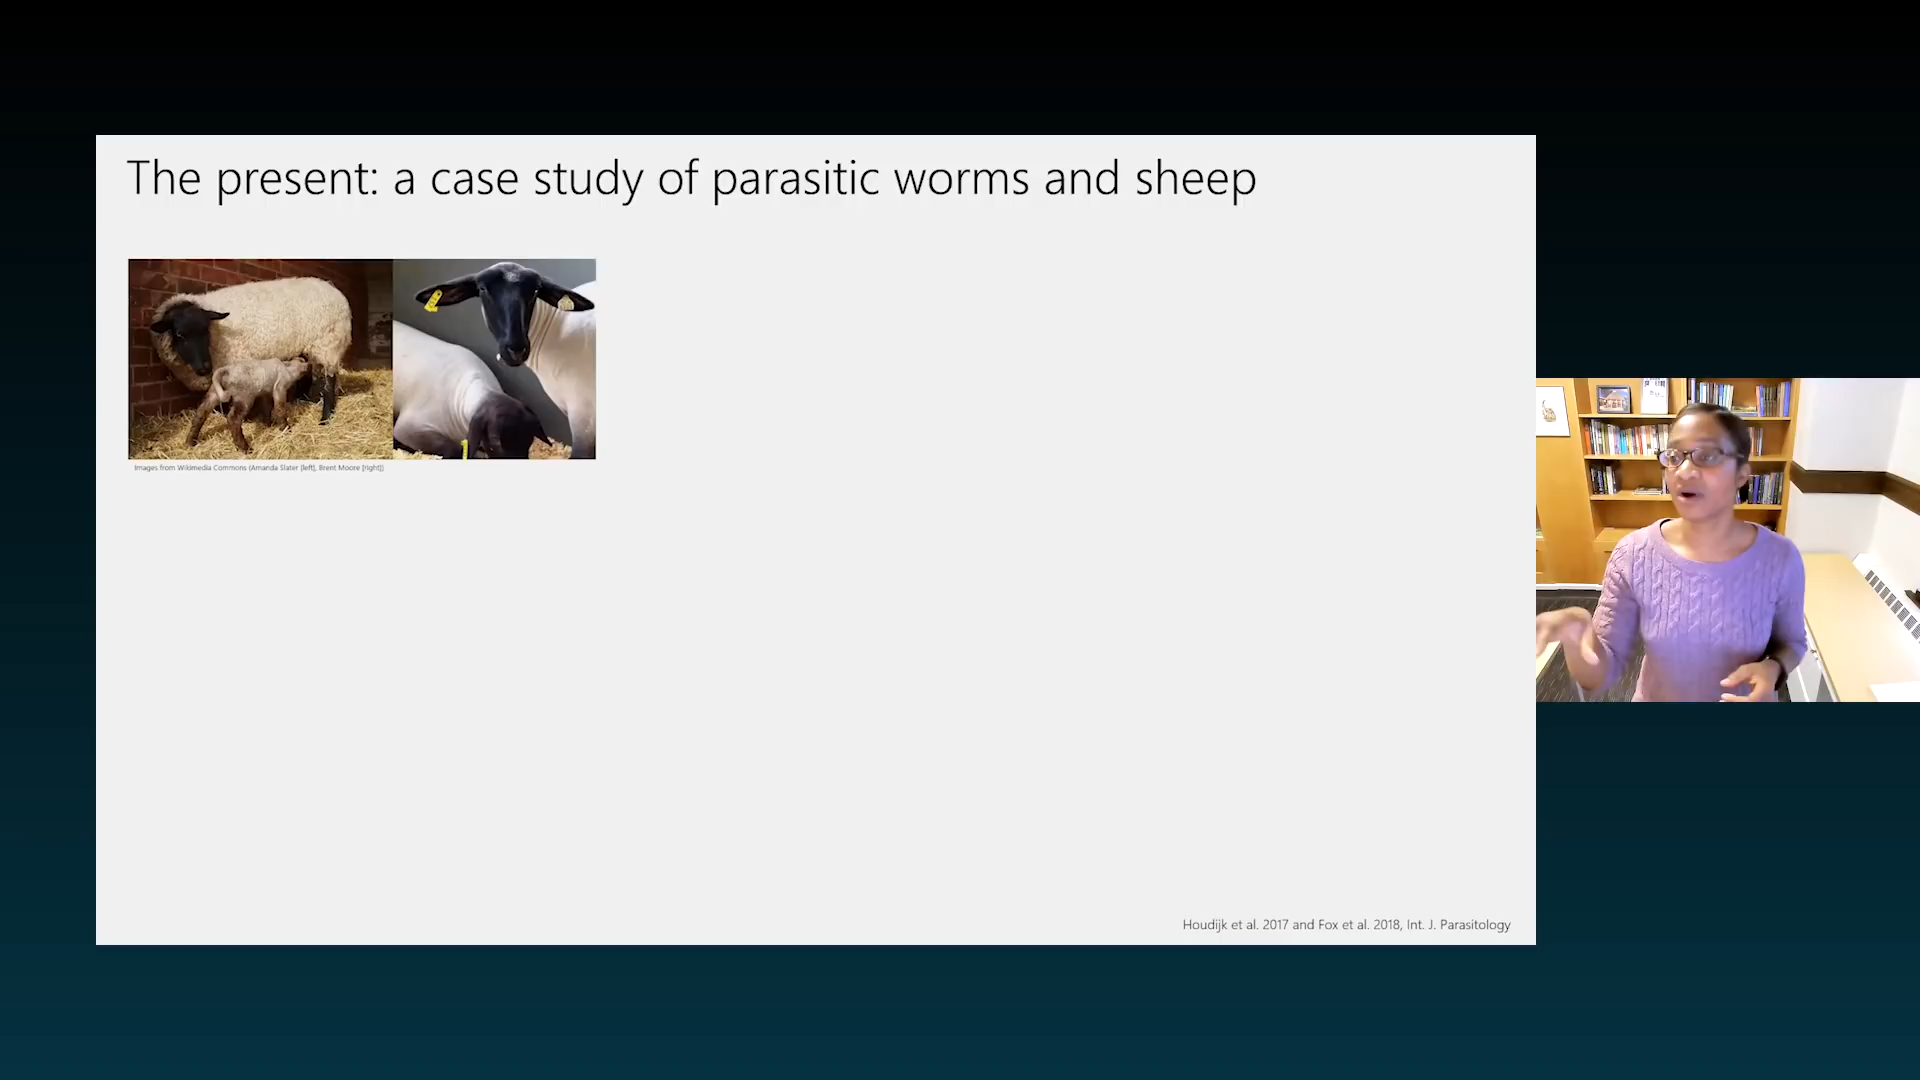 The present: a case study of parasitic worms and sheep
Images from Wikimedia Commons (Amanda Slater [left], Brent Moore [right])
Houdijk et al. 2017 and Fox et al. 2018, Int. J. Parasitology